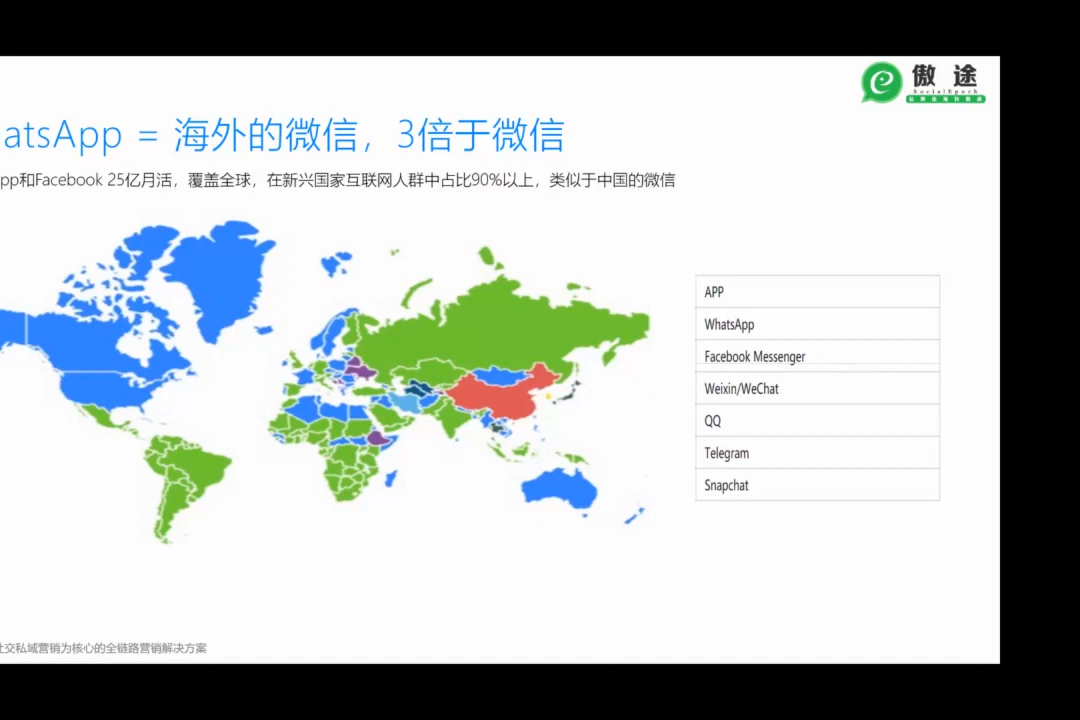 傲途
SocialEpoch
atsApp = 海外的微信，3倍于微信
pp和Facebook 25亿月活，覆盖全球，在新兴国家互联网人群中占比90%以上，类似于中国的微信
APP
WhatsApp
Facebook Messenger
Weixin/WeChat
QQ
Telegram
Snapchat
社交私域营销为核心的全链路营销解决方案